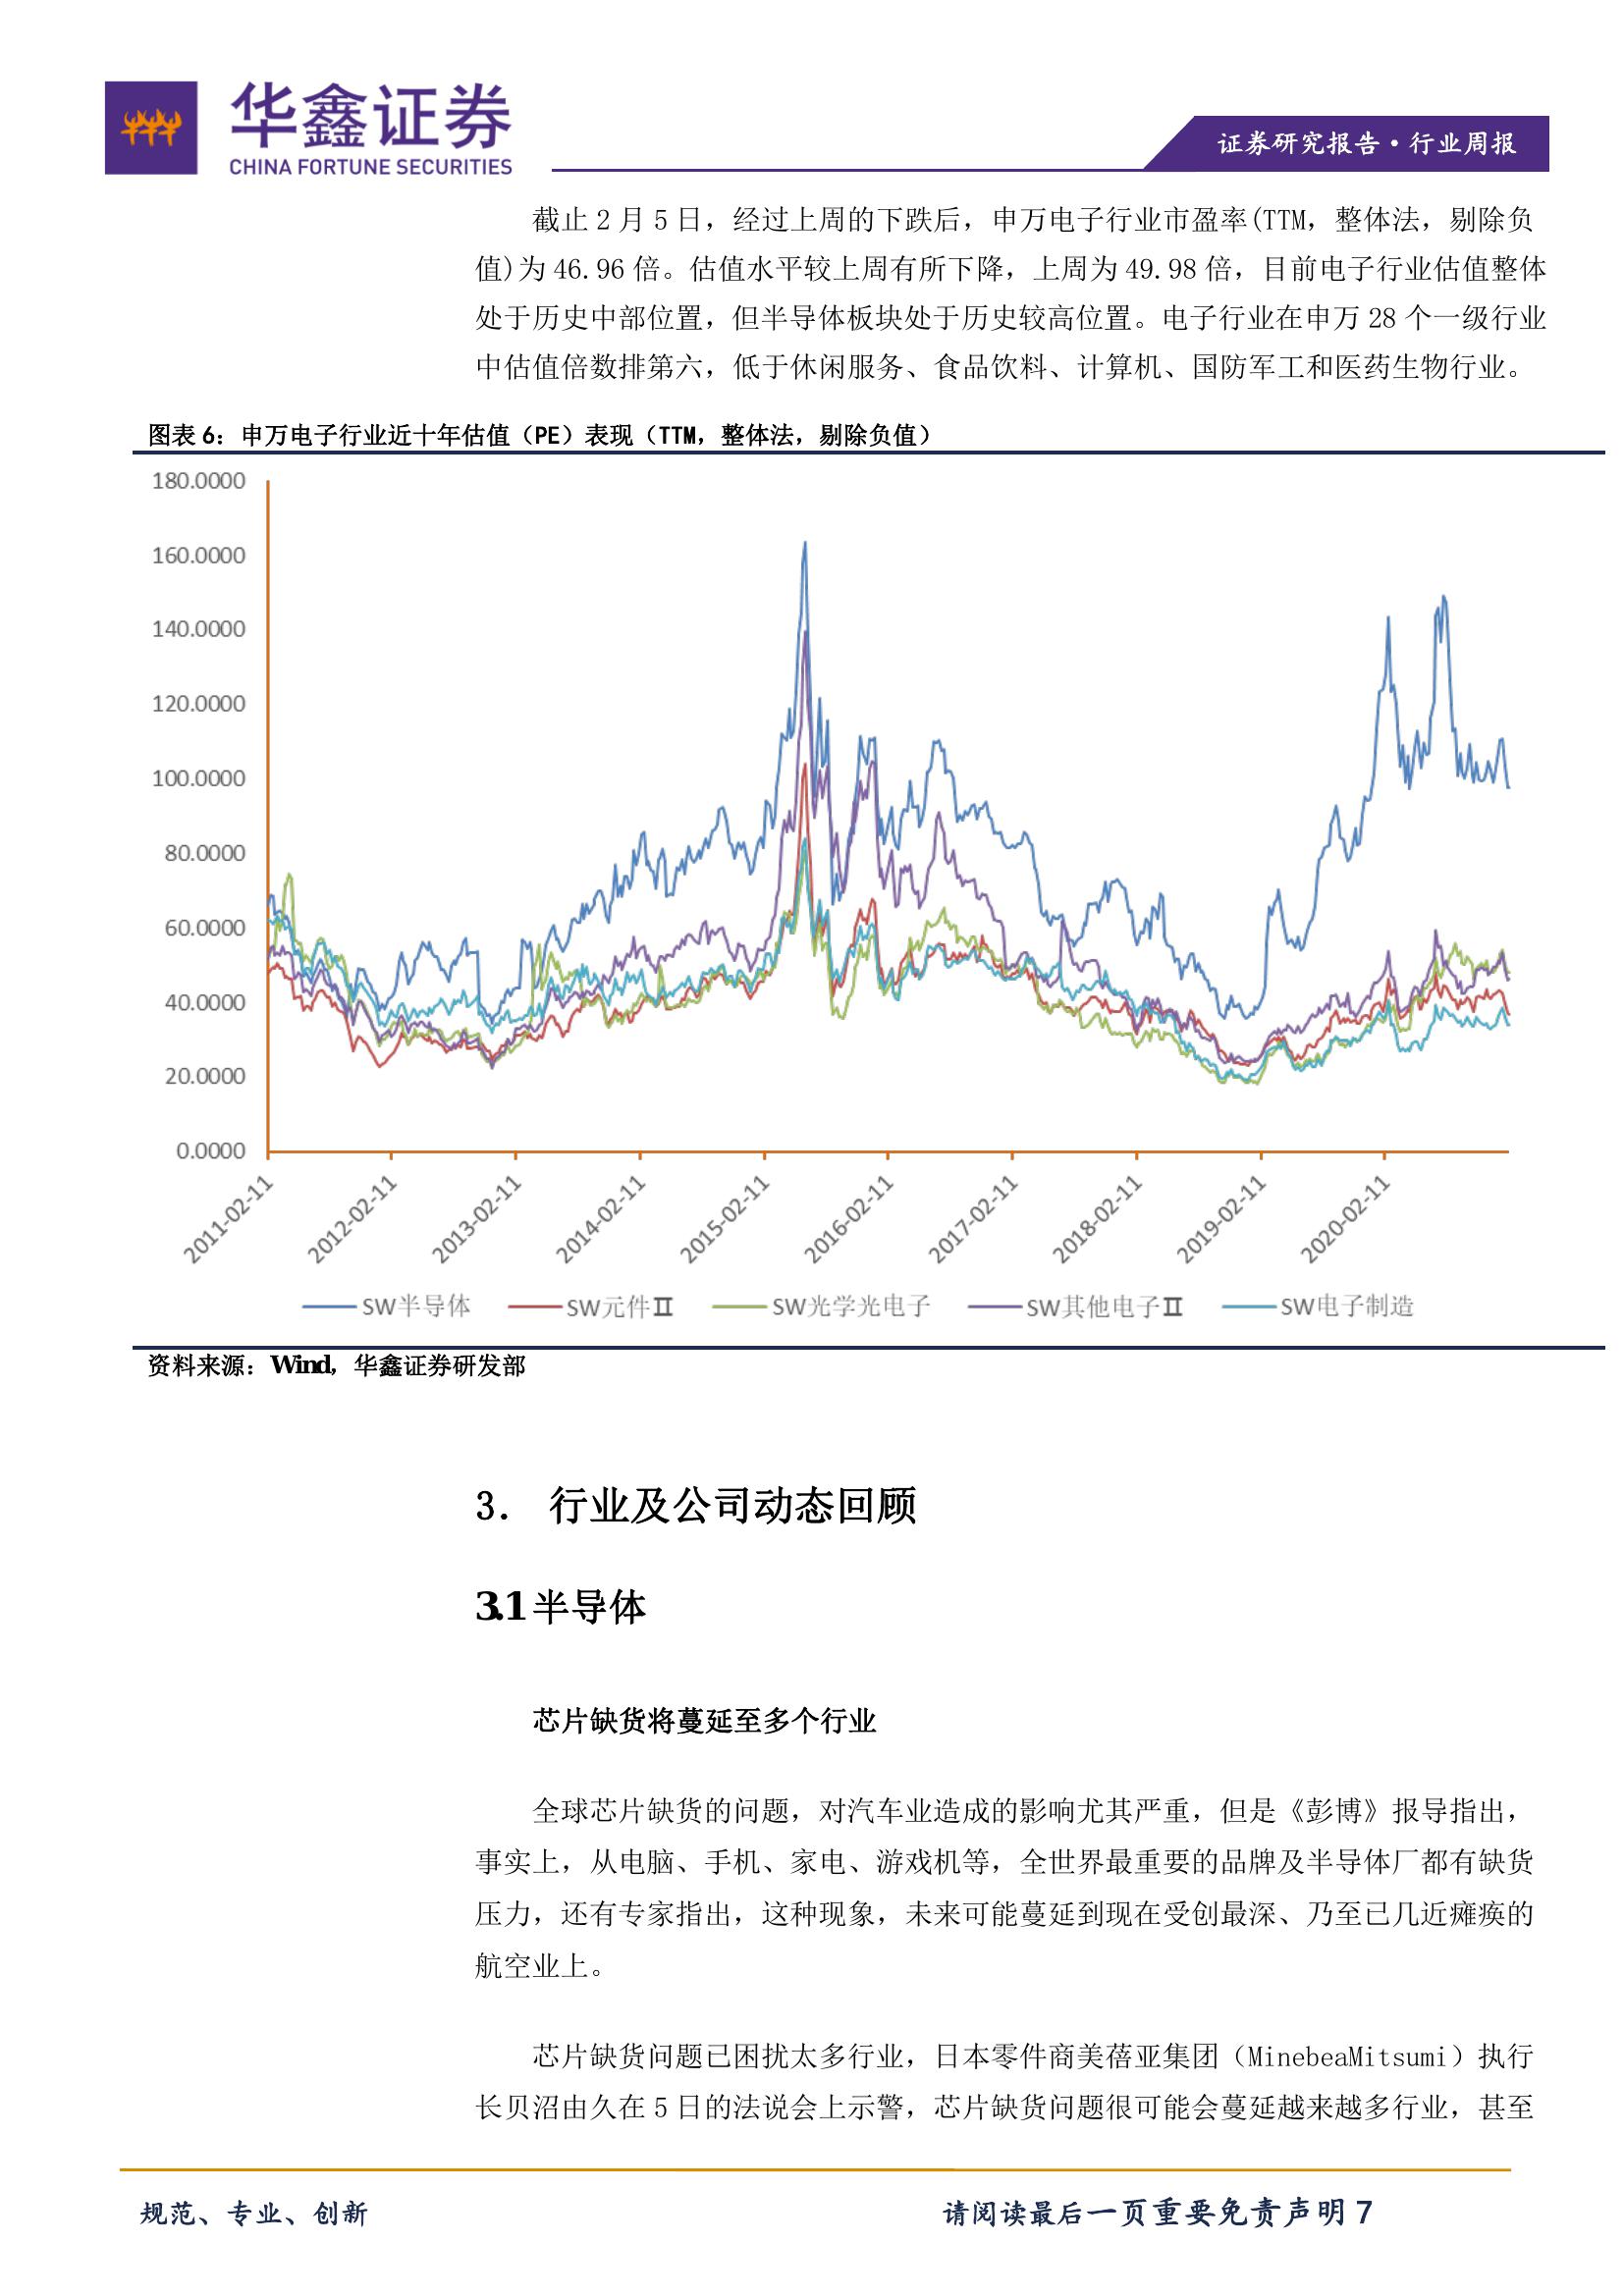 华鑫证券
CHINA FORTUNE SECURITIES
证券研究报告·行业周报
截止 2 月 5 日，经过上周的下跌后，申万电子行业市盈率(TTM，整体法，剔除负
值)为 46.96 倍。估值水平较上周有所下降，上周为 49.98 倍，目前电子行业估值整体
处于历史中部位置，但半导体板块处于历史较高位置。电子行业在申万 28 个一级行业
中估值倍数排第六，低于休闲服务、食品饮料、计算机、国防军工和医药生物行业。
图表 6：申万电子行业近十年估值（PE）表现（TTM，整体法，剔除负值）
180.0000
160.0000
140.0000
120.0000
100.0000
80.0000
60.0000
40.0000
20.0000
0.0000
2011-02-11
2012-02-11
2013-02-11
2014-02-11
2015-02-11
2016-02-11
2017-02-11
2018-02-11
2019-02-11
2020-02-11
SW半导体 SW元件Ⅱ SW光学光电子 SW其他电子Ⅱ SW电子制造
资料来源：Wind，华鑫证券研发部
3. 行业及公司动态回顾
3.1 半导体
芯片缺货将蔓延至多个行业
全球芯片缺货的问题，对汽车业造成的影响尤其严重，但是《彭博》报导指出，
事实上，从电脑、手机、家电、游戏机等，全世界最重要的品牌及半导体厂都有缺货
压力，还有专家指出，这种现象，未来可能蔓延到现在受创最深、乃至已几近瘫痪的
航空业上。
芯片缺货问题已困扰太多行业，日本零件商美蓓亚集团（MinebeaMitsumi）执行
长贝沼由久在 5 日的法说会上示警，芯片缺货问题很可能会蔓延越来越多行业，甚至
规范、专业、创新
请阅读最后一页重要免责声明 7